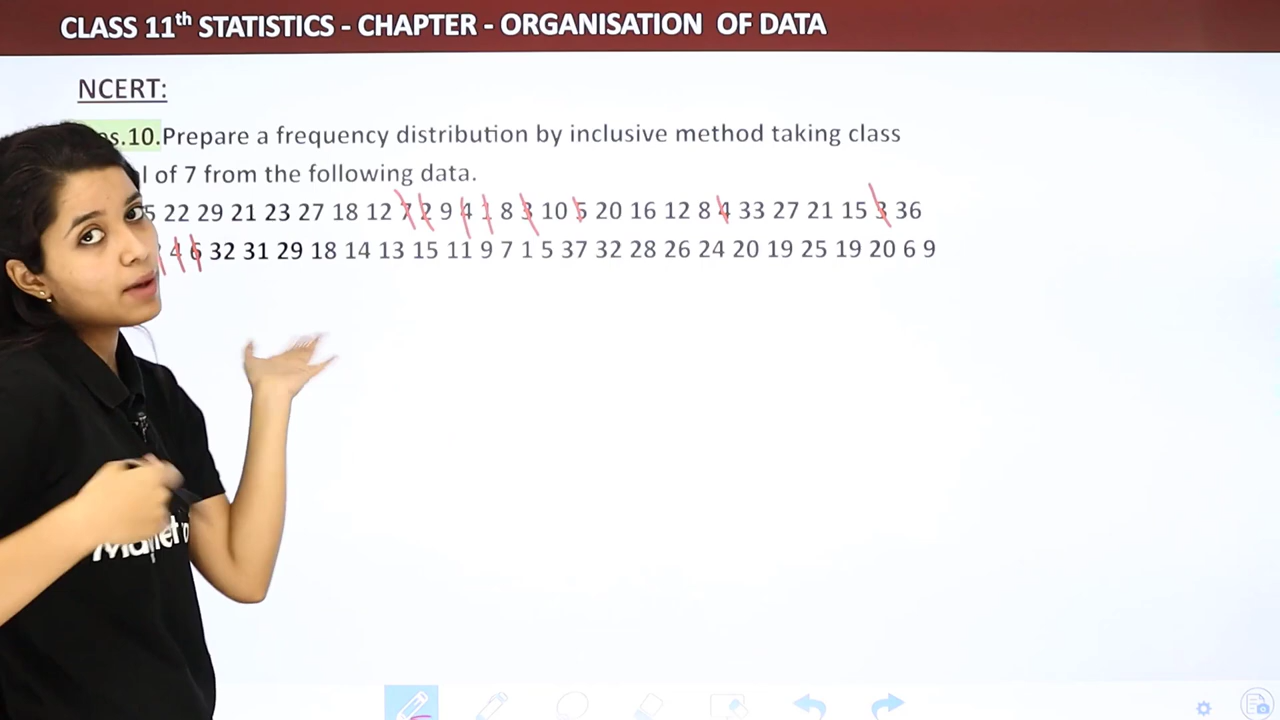 CLASS 11th STATISTICS - CHAPTER - ORGANISATION OF DATA
NCERT:
10. Prepare a frequency distribution by inclusive method taking class
of 7 from the following data.
22 29 21 23 27 18 12 7 2 9 4 1 8 3 10 5 20 16 12 8 4 33 27 21 15 3 36
4 6 32 31 29 18 14 13 15 11 9 7 1 5 37 32 28 26 24 20 19 25 19 20 6 9